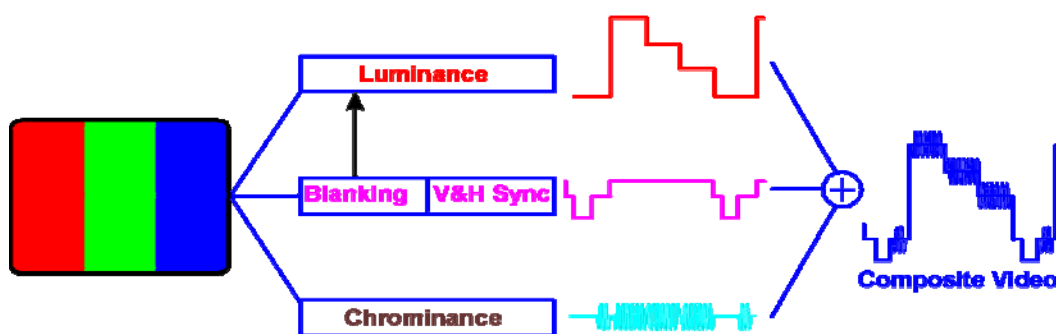 Luminance
Blanking
V&H Sync
Composite Video
Chrominance